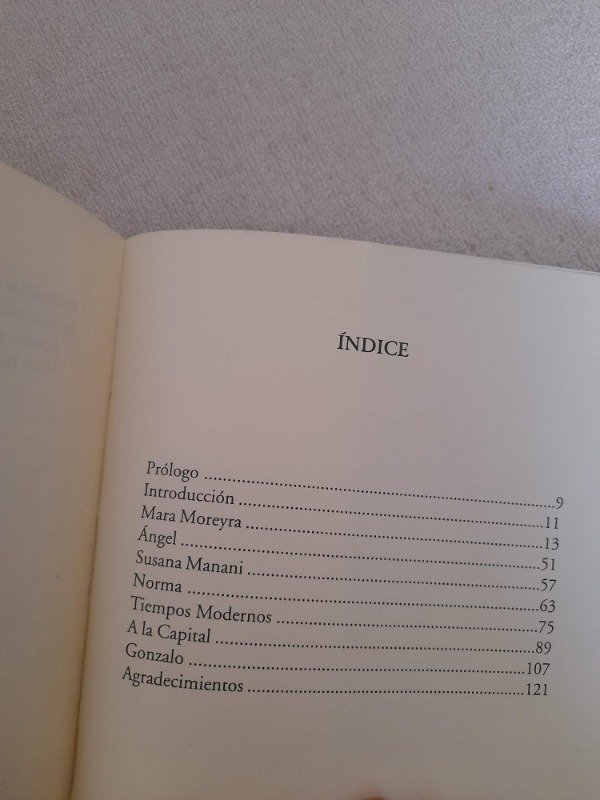 ÍNDICE
Prólogo ........................................................................9
Introducción ................................................................11
Mara Moreyra ..............................................................13
Ángel ..........................................................................51
Susana Manani .............................................................57
Norma .........................................................................63
Tiempos Modernos ......................................................75
A la Capital .................................................................89
Gonzalo .....................................................................107
Agradecimientos ........................................................121